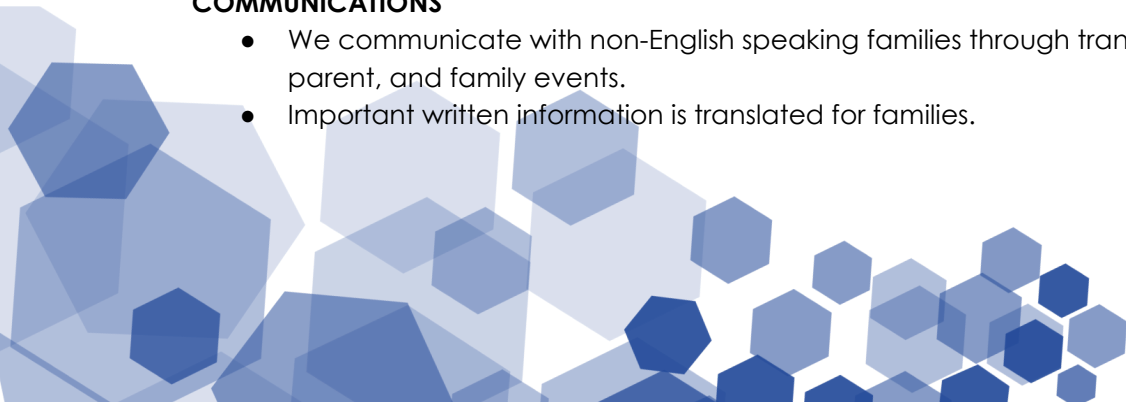 COMMUNICATIONS
● We communicate with non-English speaking families through
parent, and family events.
● Important written information is translated for families.